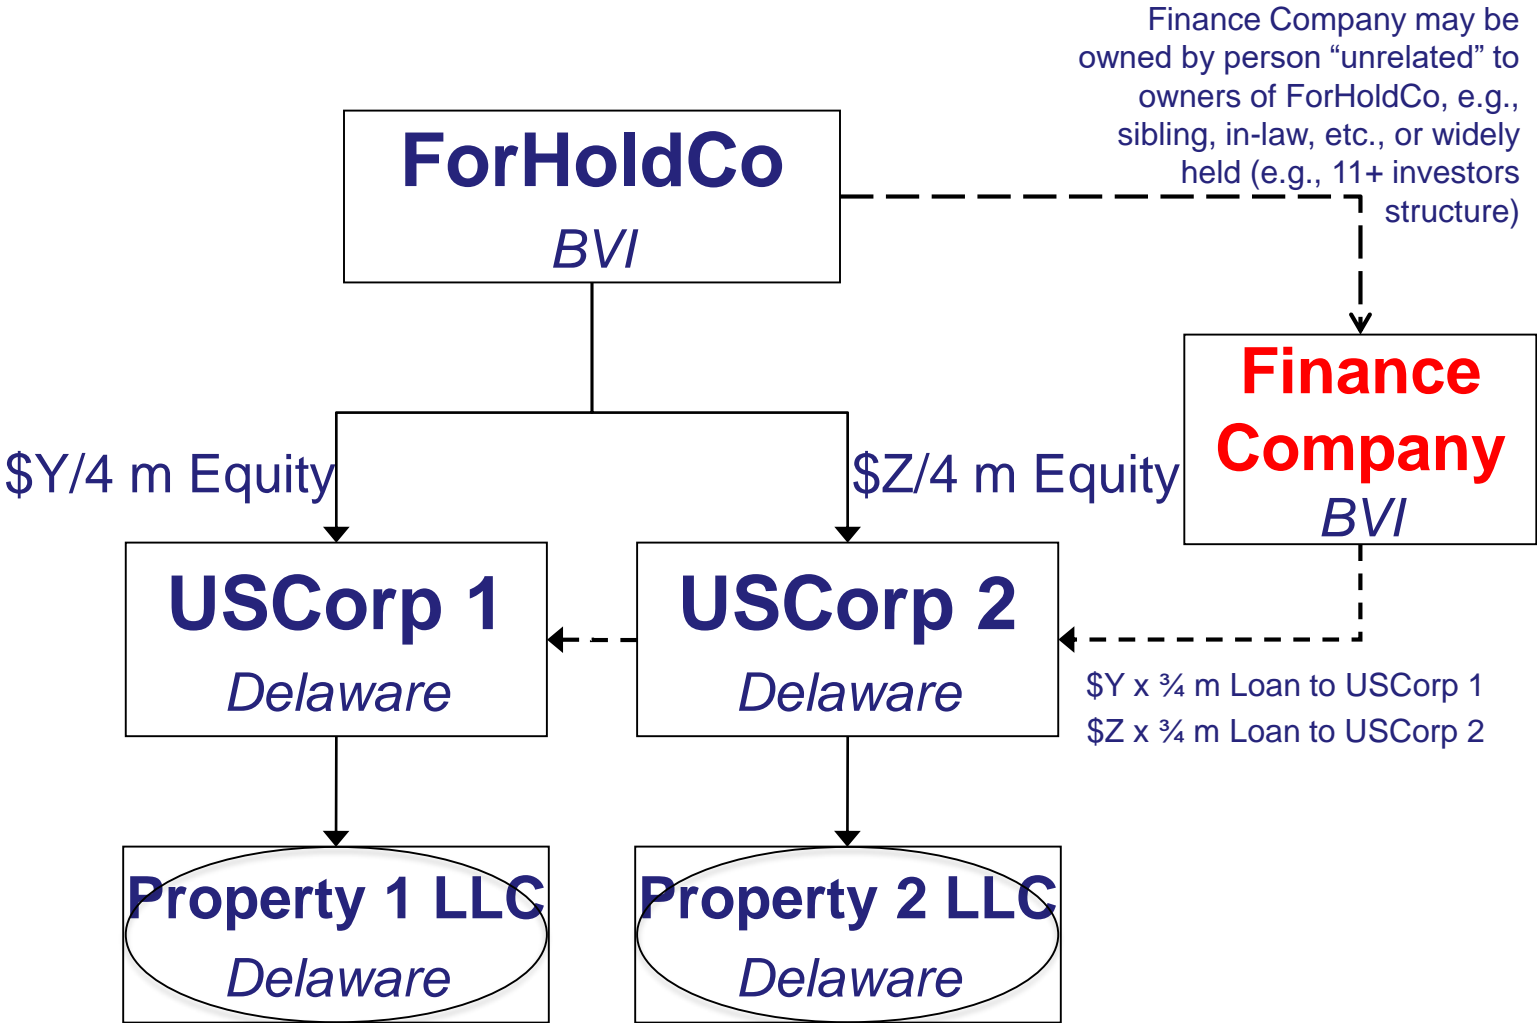 Finance Company may be
owned by person “unrelated” to
owners of ForHoldCo, e.g.,
sibling, in-law, etc., or widely
held (e.g., 11+ investors
structure)
ForHoldCo
BVI
Finance
Company
BVI
$Y/4 m Equity
$Z/4 m Equity
USCorp 1
Delaware
USCorp 2
Delaware
$Y x ¾ m Loan to USCorp 1
$Z x ¾ m Loan to USCorp 2
Property 1 LLC
Delaware
Property 2 LLC
Delaware